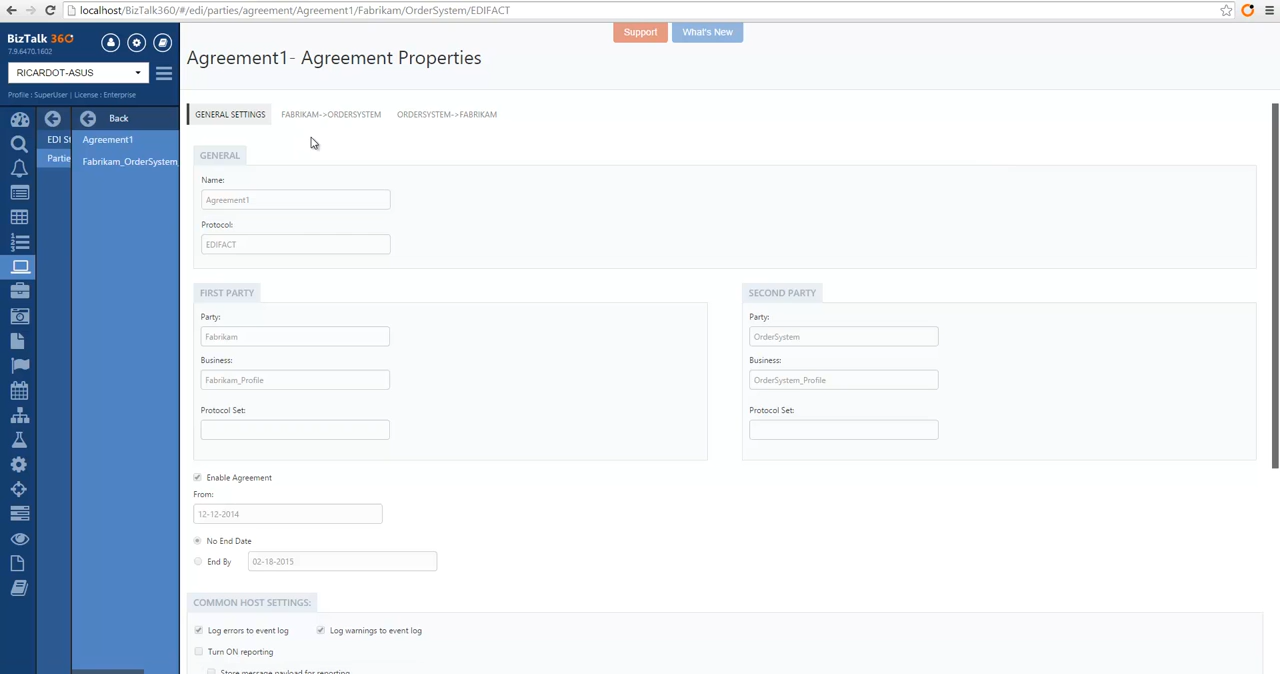 localhost/BizTalk360/#/edi/parties/agreement/Agreement1/Fabrikam/OrderSystem/EDIFACT
Support
What's New
BizTalk 360
7.9.6470.1602
RICARDOT-ASUS
Profile : SuperUser | License : Enterprise
Back
EDI St
Parties
Agreement1
Fabrikam_OrderSystem_
Agreement1- Agreement Properties
GENERAL SETTINGS
FABRIKAM->ORDERSYSTEM
ORDERSYSTEM->FABRIKAM
GENERAL
Name:
Agreement1
Protocol:
EDIFACT
FIRST PARTY
Party:
Fabrikam
Business:
Fabrikam_Profile
Protocol Set:
SECOND PARTY
Party:
OrderSystem
Business:
OrderSystem_Profile
Protocol Set:
Enable Agreement
From:
12-12-2014
No End Date
End By
02-18-2015
COMMON HOST SETTINGS:
Log errors to event log
Log warnings to event log
Turn ON reporting
Store message payload for reporting